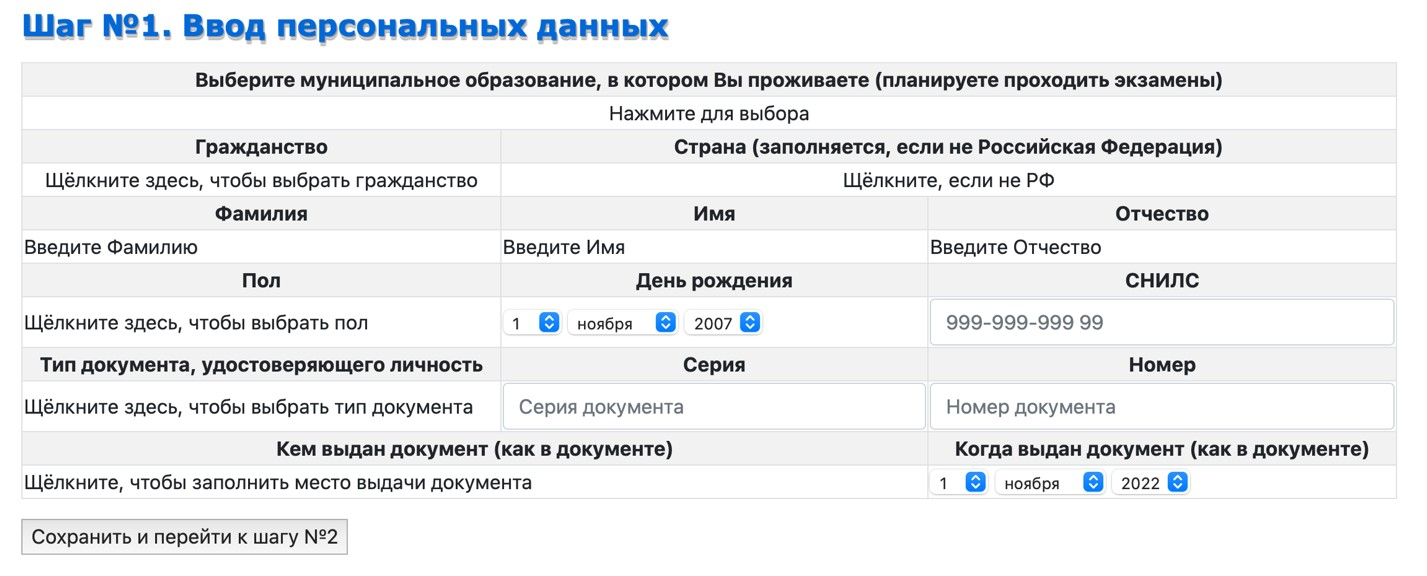 Шаг №1. Ввод персональных данных
Выберите муниципальное образование, в котором Вы проживаете (планируете проходить экзамены)
Нажмите для выбора
Гражданство Страна (заполняется, если не Российская Федерация)
Щёлкните здесь, чтобы выбрать гражданство Щёлкните, если не РФ
Фамилия Имя Отчество
Введите Фамилию Введите Имя Введите Отчество
Пол День рождения СНИЛС
Щёлкните здесь, чтобы выбрать пол 1 ноября 2007 999-999-999 99
Тип документа, удостоверяющего личность Серия Номер
Щёлкните здесь, чтобы выбрать тип документа Серия документа Номер документа
Кем выдан документ (как в документе) Когда выдан документ (как в документе)
Щёлкните, чтобы заполнить место выдачи документа 1 ноября 2022
Сохранить и перейти к шагу №2